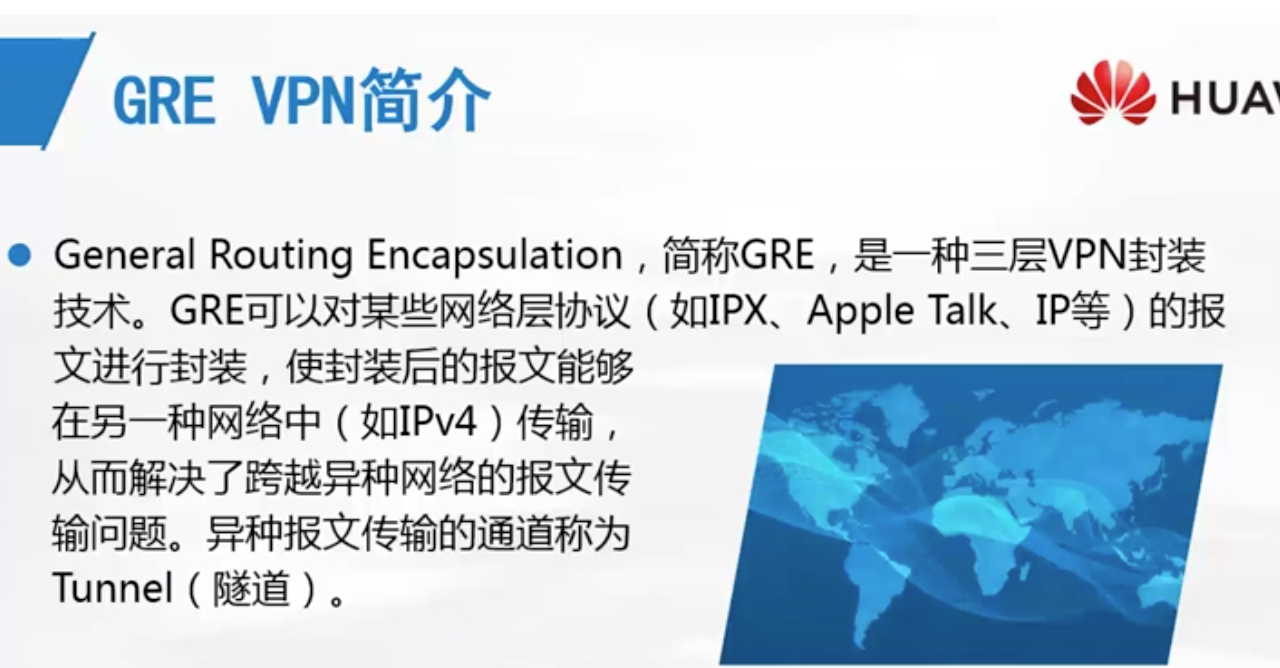 GRE VPN简介
HUAW
General Routing Encapsulation，简称GRE，是一种三层VPN封装
技术。GRE可以对某些网络层协议（如IPX、Apple Talk、IP等）的报
文进行封装，使封装后的报文能够
在另一种网络中（如IPv4）传输，
从而解决了跨越异种网络的报文传
输问题。异种报文传输的通道称为
Tunnel（隧道）。